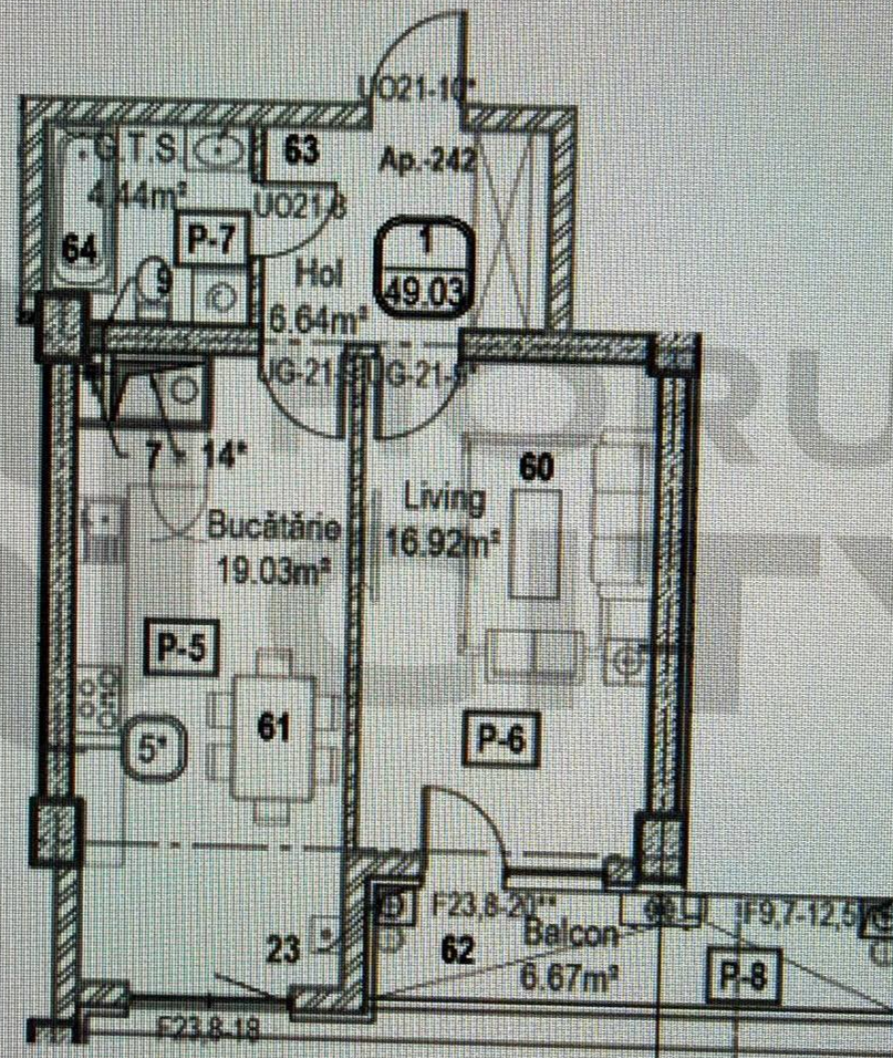 UO21-10*
G.T.S.
63
Ap.-242
4.44m²
UO21,8
64
P-7
1
49.03
9
Hol
6.64m²
7
14*
60
Living
16.92m²
Bucătărie
19.03m²
P-5
61
5*
P-6
F23,8-20**
F9,7-12,5
23
62
Balcon
6.67m²
P-8
F23,8-18